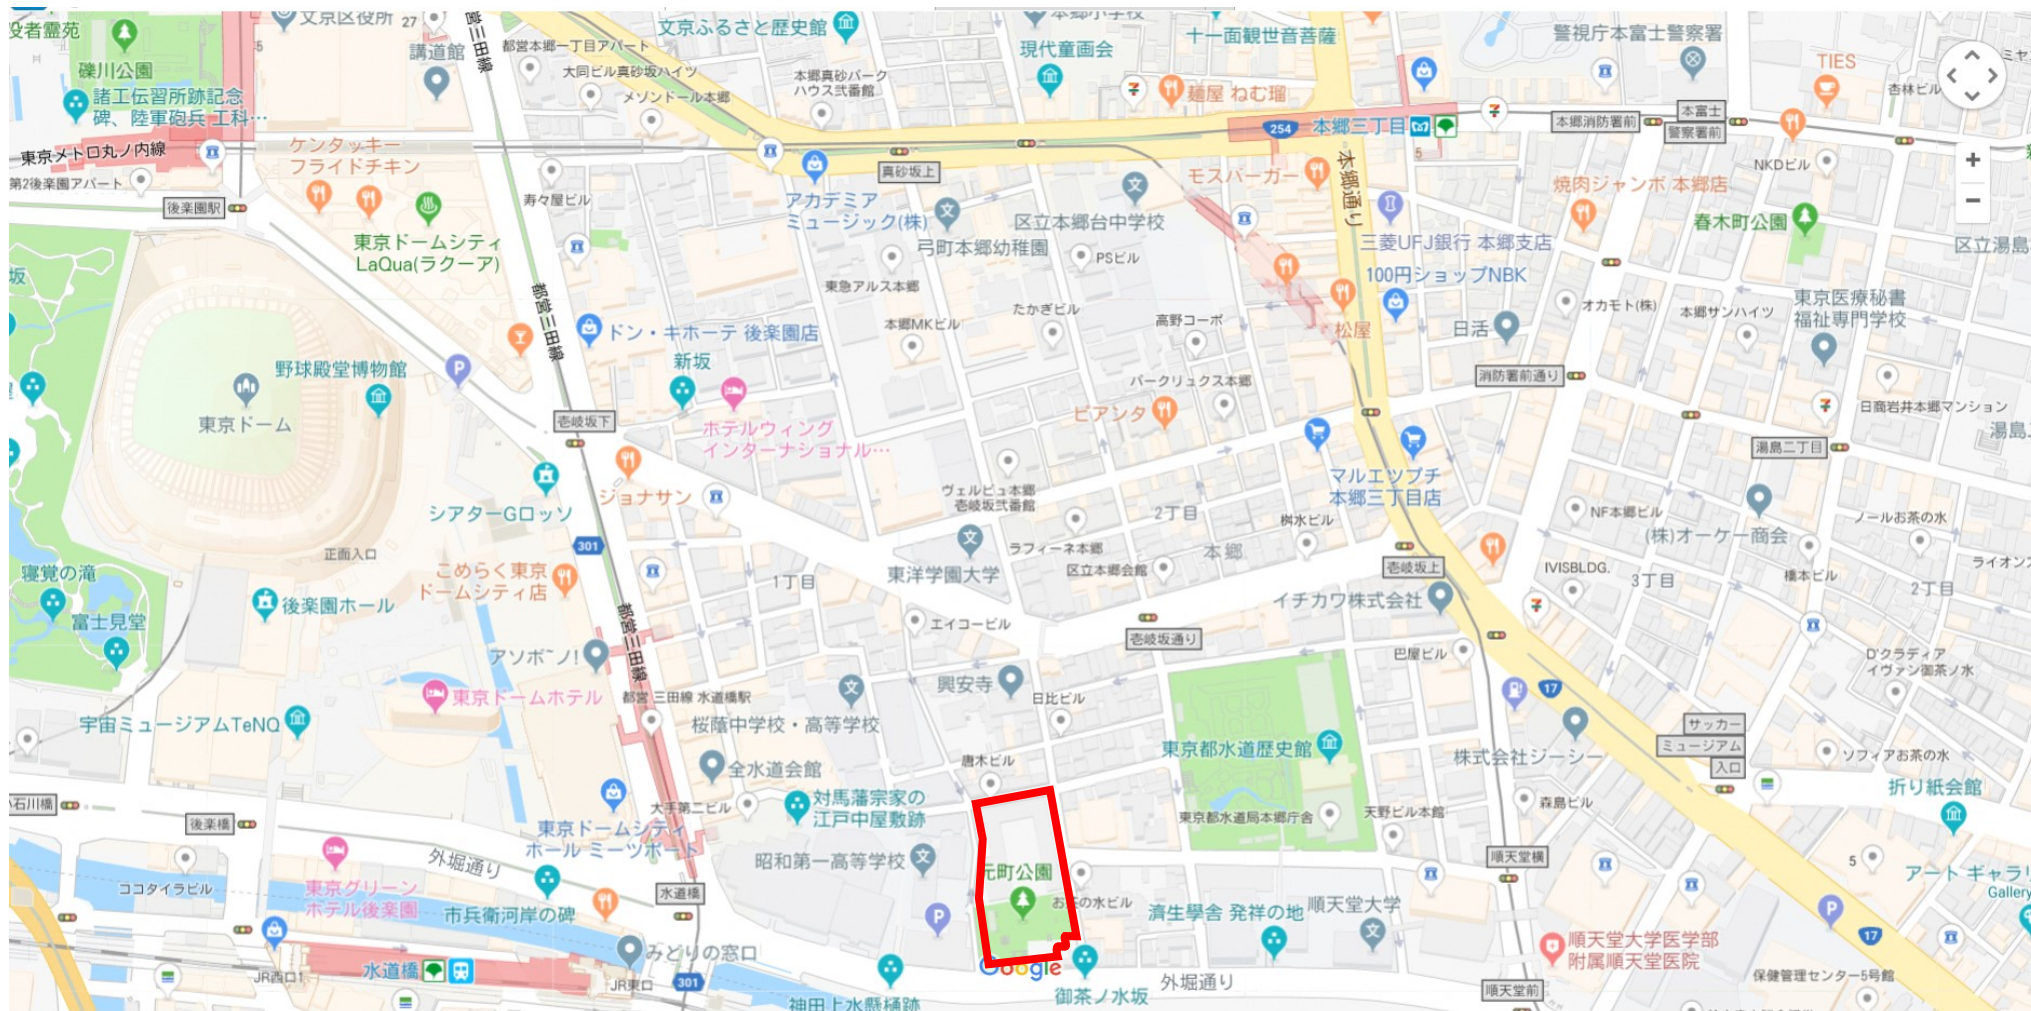 役者霊苑
礫川公園
諸工伝習所跡記念
碑、陸軍砲兵 工科…
東京メトロ丸ノ内線
第2後楽園アパート
後楽園駅
文京区役所
27
講道館
都営三田線
都営本郷一丁目アパート
大同ビル真砂坂ハイツ
メゾンドール本郷
文京ふるさと歴史館
本郷真砂パーク
ハウス弐番館
本郷小学校
現代童画会
十一面観世音菩薩
麺屋 ねむ瑠
254
本郷三丁目
5
5
警視庁本富士警察署
TIES
杏林ビル
本郷消防署前
本富士
警察署前
NKDビル
ケンタッキー
フライドチキン
寿々屋ビル
東京ドームシティ
LaQua(ラクーア)
アカデミア
ミュージック(株)
真砂坂上
弓町本郷幼稚園
区立本郷台中学校
PSビル
モスバーガー
本郷通り
三菱UFJ銀行 本郷支店
100円ショップNBK
焼肉ジャンボ 本郷店
春木町公園
区立湯島
東急アルス本郷
都営三田線
ドン・キホーテ 後楽園店
本郷MKビル
たかぎビル
高野コーポ
松屋
日活
オカモト(株)
本郷サンハイツ
東京医療秘書
福祉専門学校
消防署前通り
野球殿堂博物館
東京ドーム
新坂
壱岐坂下
ホテルウィング
インターナショナル…
ピアンタ
パークリュクス本郷
日商岩井本郷マンション
湯島二丁目
マルエツプチ
本郷三丁目店
ジョナサン
シアターGロッソ
正面入口
301
ヴェルビュ本郷
壱岐坂弐番館
2丁目
桝水ビル
NF本郷ビル
(株)オーケー商会
ノールお茶の水
ラフィーネ本郷
本郷
区立本郷会館
東洋学園大学
1丁目
壱岐坂上
IVISBLDG.
3丁目
橋本ビル
2丁目
寝覚の滝
富士見堂
後楽園ホール
こめらく東京
ドームシティ店
エイコービル
イチカワ株式会社
壱岐坂通り
巴屋ビル
D'クラディア
イヴァン御茶ノ水
都営三田線
アソボ~ノ!
東京ドームホテル
都営 三田線 水道橋駅
桜蔭中学校・高等学校
興安寺
日比ビル
17
サッカー
ミュージアム
入口
ソフィアお茶の水
宇宙ミュージアムTeNQ
全水道会館
唐木ビル
東京都水道歴史館
株式会社ジーシー
折り紙会館
小石川橋
後楽橋
大手第二ビル
対馬藩宗家の
江戸中屋敷跡
東京都水道局本郷庁舎
天野ビル本館
森島ビル
東京ドームシティ
ホール ミーツポート
外堀通り
昭和第一高等学校
元町公園
順天堂横
5
ココタイラビル
東京グリーン
ホテル後楽園
市兵衛河岸の碑
水道橋
お茶の水ビル
済生學舎 発祥の地
順天堂大学
アート ギャラリ
Gallery
みどりの窓口
JR西口1
水道橋
JR東口
301
Google
外堀通り
順天堂大学医学部
附属順天堂医院
17
保健管理センター5号館
神田上水懸樋跡
御茶ノ水坂
順天堂前